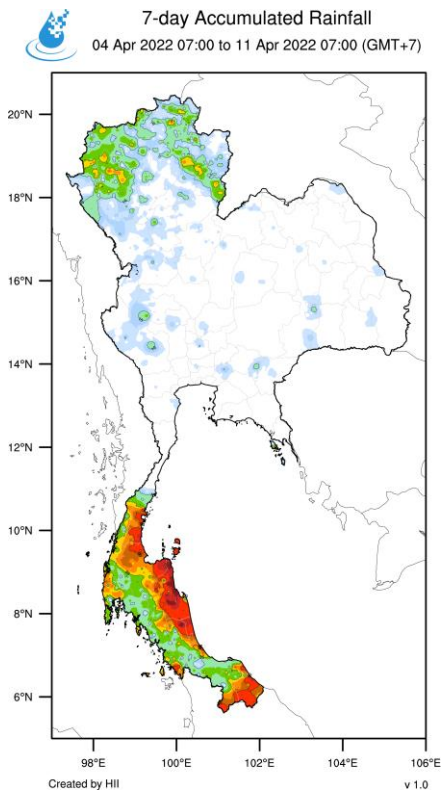 7-day Accumulated Rainfall
04 Apr 2022 07:00 to 11 Apr 2022 07:00 (GMT+7)
20°N
18°N
16°N
14°N
12°N
10°N
8°N
6°N
98°E 100°E 102°E 104°E 106°E
Created by HII v 1.0